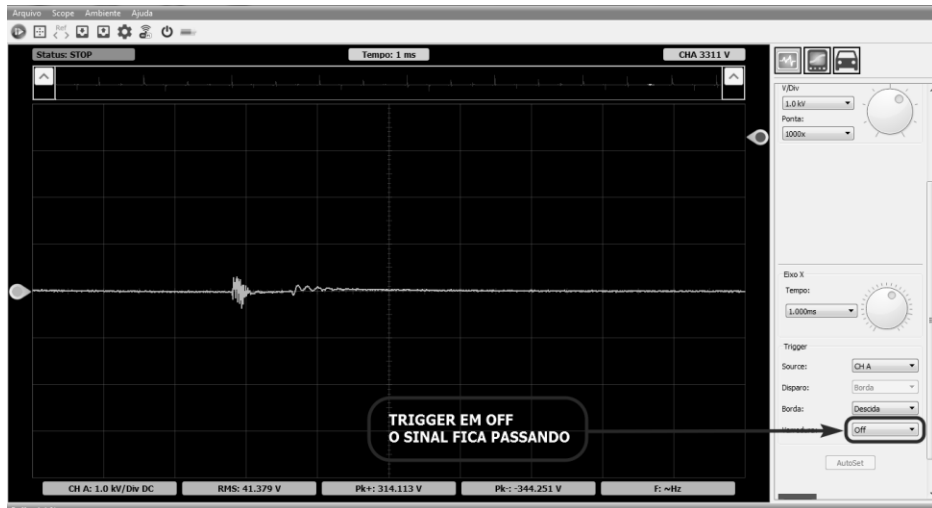 Arquivo Scope Ambiente Ajuda
Ref
Status: STOP
Tempo: 1 ms
CHA 3311 V
V/Div
1.0 kV
Ponta:
1000x
Eixo X
Tempo:
1.000ms
Trigger
Source:
CH A
Disparo:
Borda
Borda:
Descida
Off
AutoSet
TRIGGER EM OFF
O SINAL FICA PASSANDO
CH A: 1.0 kV/Div DC
RMS: 41.379 V
Pk+: 314.113 V
Pk-: -344.251 V
F: ~Hz